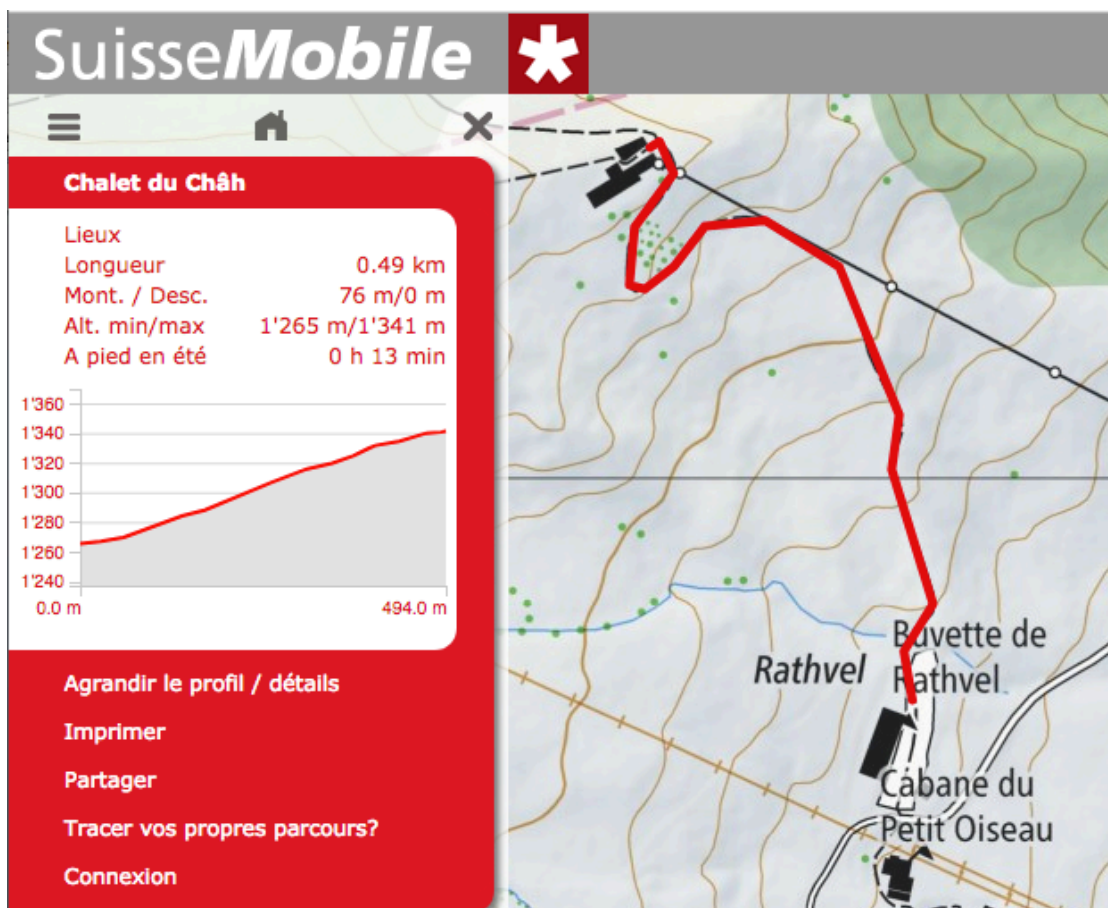 SuisseMobile
Chalet du Châh
Lieux
Longueur 0.49 km
Mont. / Desc. 76 m/0 m
Alt. min/max 1'265 m/1'341 m
A pied en été 0 h 13 min
1'360
1'340
1'320
1'300
1'280
1'260
1'240
0.0 m 494.0 m
Agrandir le profil / détails
Imprimer
Partager
Tracer vos propres parcours?
Connexion
Buvette de
Rathvel
Rathvel
Cabane du
Petit Oiseau